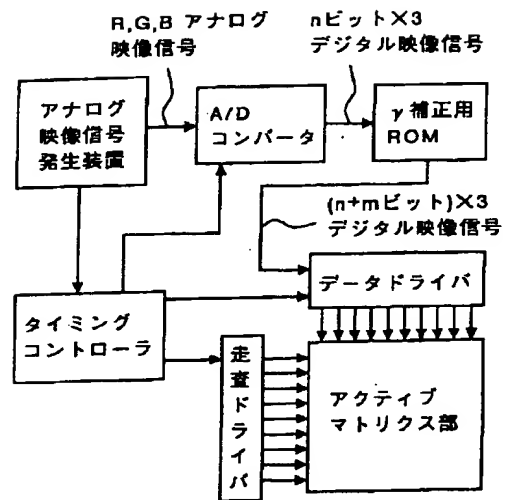 R,G,B アナログ
映像信号
nビット×3
デジタル映像信号
アナログ
映像信号
発生装置
A/D
コンバータ
γ補正用
ROM
(n+mビット)×3
デジタル映像信号
データドライバ
タイミング
コントローラ
走査ドライバ
アクティブ
マトリクス部